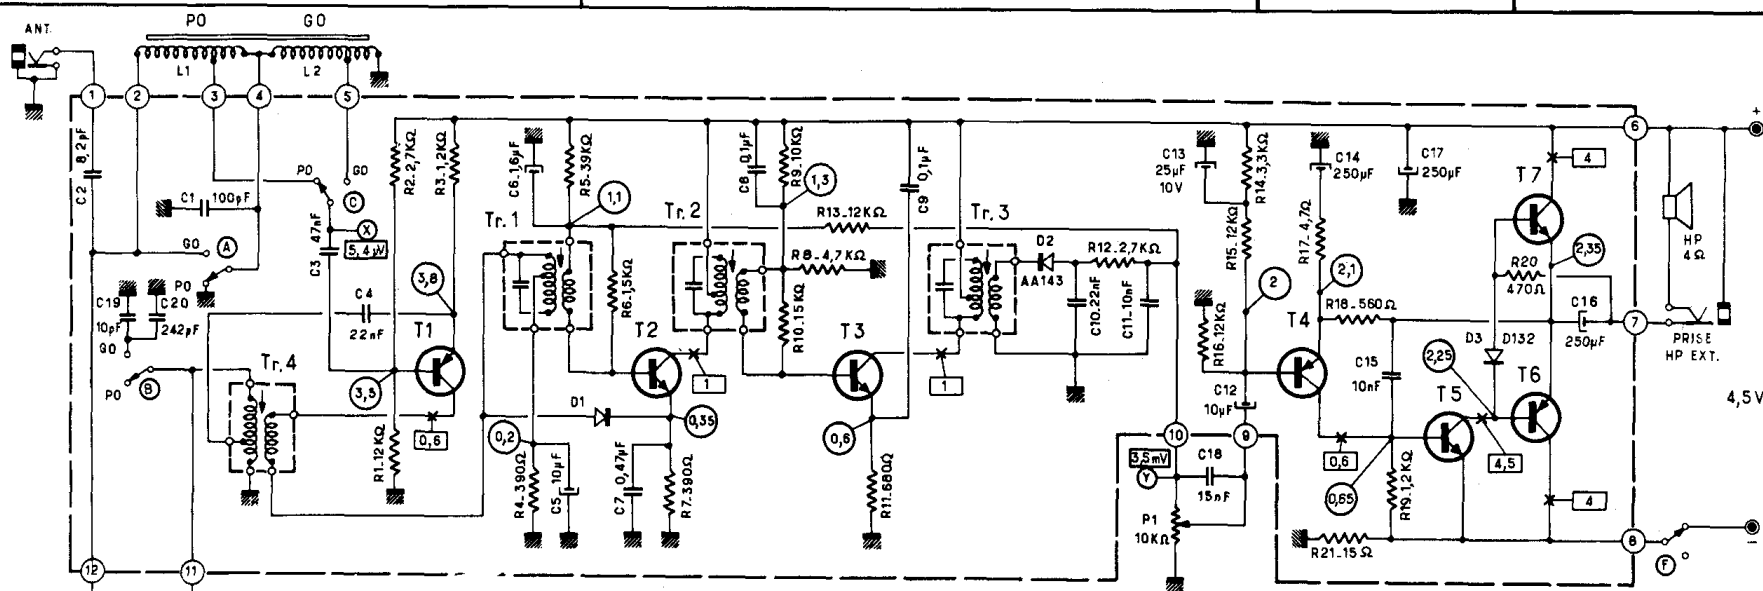 PO GO
ANT.
L1 L2
1 2 3 4 5
C2 8,2pF
C1 100pF
PO GO
C
47nF
C3
X
5,4µV
GO A
PO
C19 C20
10pF 242pF
GO
PO B
C4
22nF
R2-2,7KΩ
R3-1,2KΩ
3,8
T1
3,5
0,6
R1-12KΩ
Tr.4
C6-1,6µF
R5-39KΩ
1,1
Tr.1
R6-1,5KΩ
T2
1
D1
0,35
0,2
R4-390Ω
C5-10µF
C7-0,47µF
R7-390Ω
Tr.2
C8-0,1µF
R9-10KΩ
1,3
R13-12KΩ
R8-4,7KΩ
R10-15KΩ
C9 0,1µF
T3
1
0,6
R11-680Ω
Tr.3
D2
AA143
R12-2,7KΩ
C10-22nF
C11-10nF
10 9
3,5mV
Y
C18
15nF
P1
10KΩ
C13
25µF
10V
R14-3,3KΩ
R15-12KΩ
2
R16-12KΩ
C12
10µF
C14
250µF
R17-4,7Ω
2,1
T4
R18-560Ω
0,6
0,65
C15
10nF
R19-1,2KΩ
R21-15Ω
C17
250µF
2,25
T5
4,5
D3 D132
R20
470Ω
T7
4
2,35
C16
250µF
T6
4
6
7
8
HP
4Ω
PRISE
HP EXT.
+
4,5V
-
F
12 11